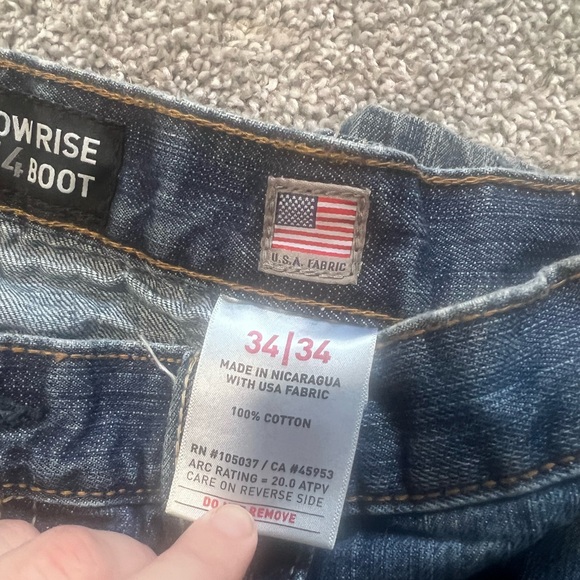 OWRISE
4 BOOT
U.S.A. FABRIC
34|34
MADE IN NICARAGUA
WITH USA FABRIC
100% COTTON
RN #105037 / CA #45953
ARC RATING = 20.0 ATPV
CARE ON REVERSE SIDE
DO REMOVE